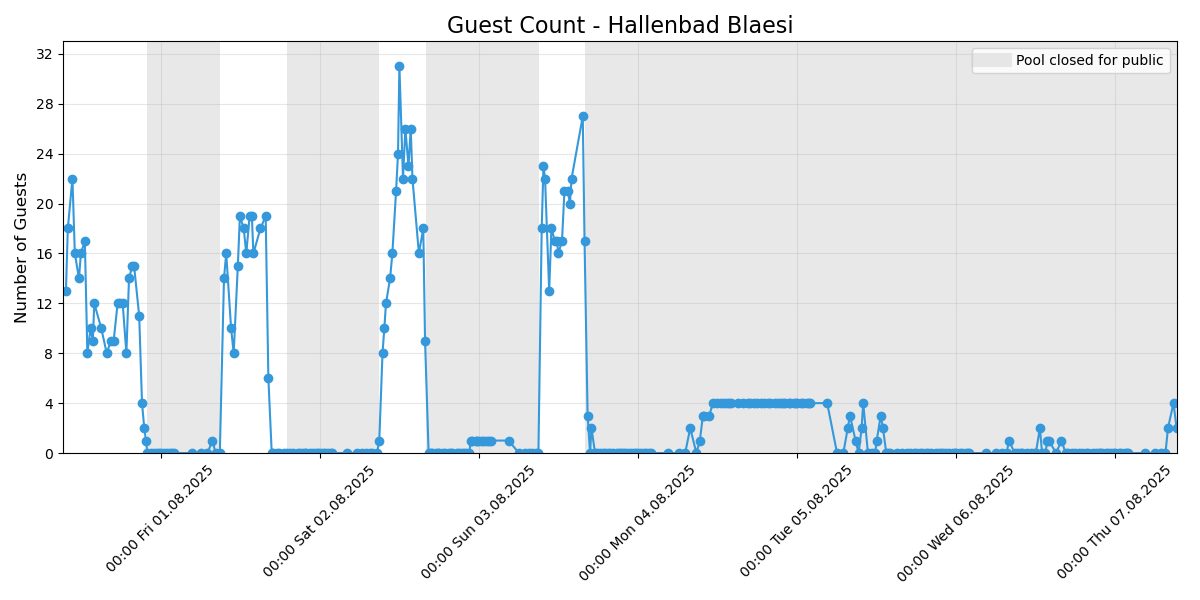 Guest Count - Hallenbad Blaesi
Pool closed for public
Number of Guests
32
28
24
20
16
12
8
4
0
00:00 Fri 01.08.2025
00:00 Sat 02.08.2025
00:00 Sun 03.08.2025
00:00 Mon 04.08.2025
00:00 Tue 05.08.2025
00:00 Wed 06.08.2025
00:00 Thu 07.08.2025